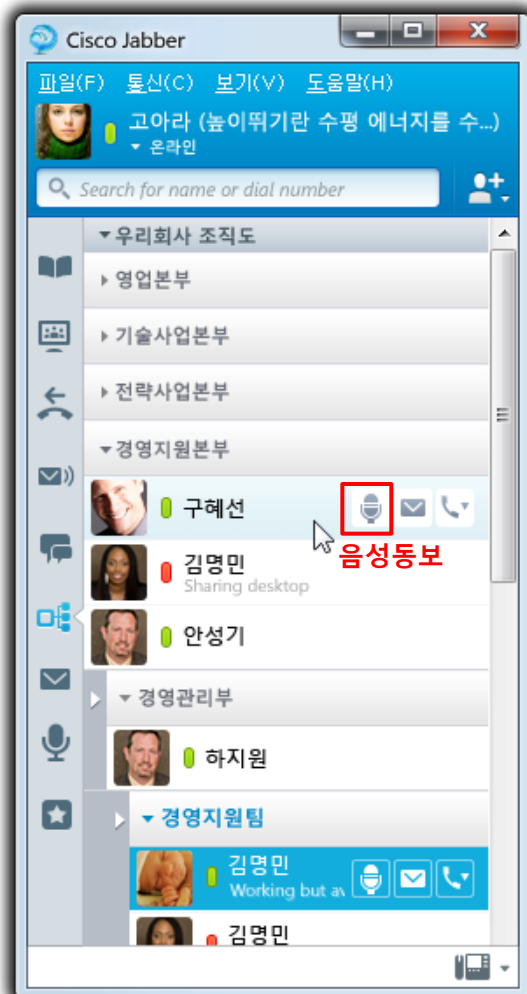 Cisco Jabber
파일(F) 통신(C) 보기(V) 도움말(H)
고아라 (높이뛰기란 수평 에너지를 수...)
온라인
Search for name or dial number
우리회사 조직도
영업본부
기술사업본부
전략사업본부
경영지원본부
구혜선
음성동보
김명민
Sharing desktop
안성기
경영관리부
하지원
경영지원팀
김명민
Working but av
김명민